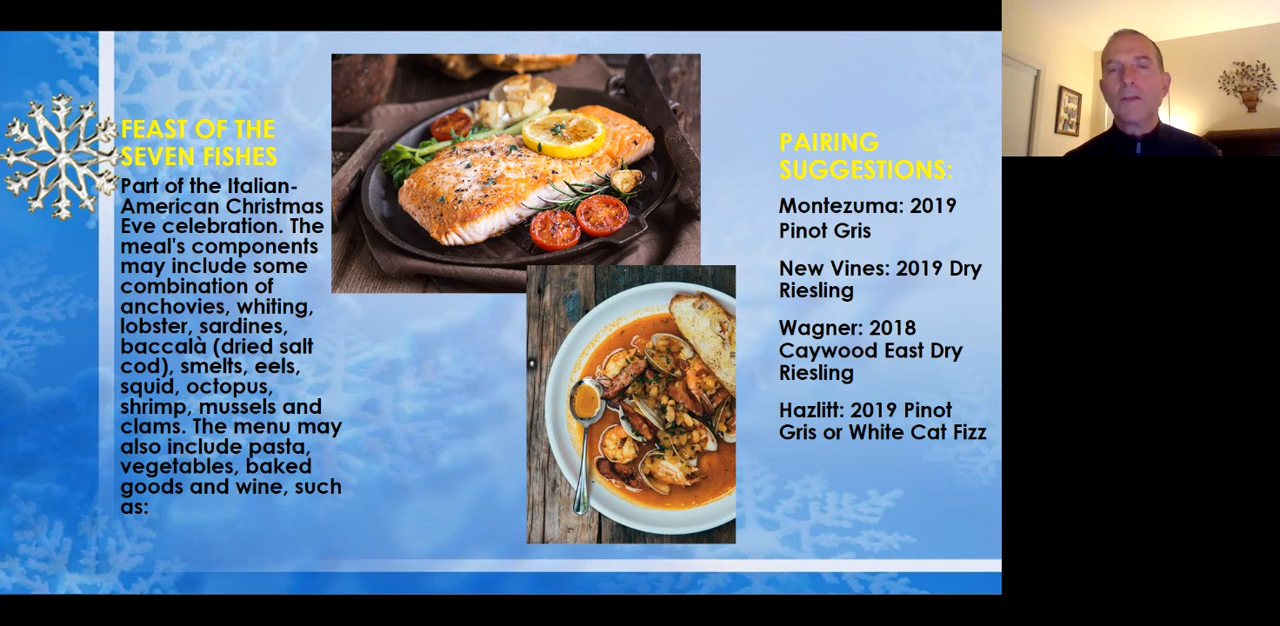 FEAST OF THE
SEVEN FISHES
Part of the Italian-
American Christmas
Eve celebration. The
meal's components
may include some
combination of
anchovies, whiting,
lobster, sardines,
baccalà (dried salt
cod), smelts, eels,
squid, octopus,
shrimp, mussels and
clams. The menu may
also include pasta,
vegetables, baked
goods and wine, such
as:
PAIRING
SUGGESTIONS:
Montezuma: 2019
Pinot Gris
New Vines: 2019 Dry
Riesling
Wagner: 2018
Caywood East Dry
Riesling
Hazlitt: 2019 Pinot
Gris or White Cat Fizz